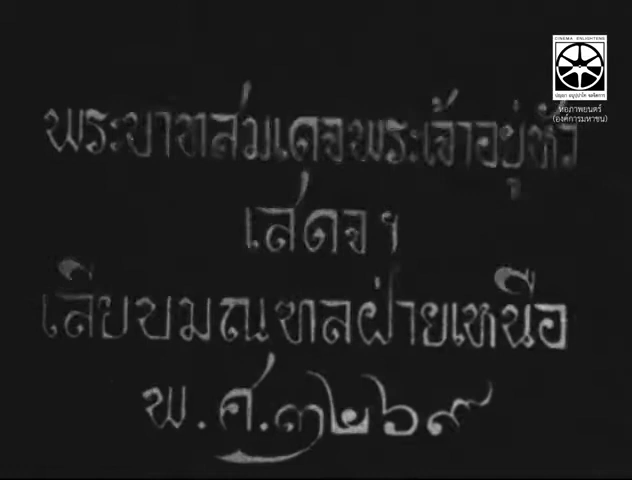 CINEMA · ENLIGHTENS
หอภาพยนตร์
(องค์การมหาชน)
พระบาทสมเดจพระเจ้าอยู่หัว
เสดจฯ
เลียบมณฑลฝ่ายเหนือ
พ.ศ.๓๒๖๙